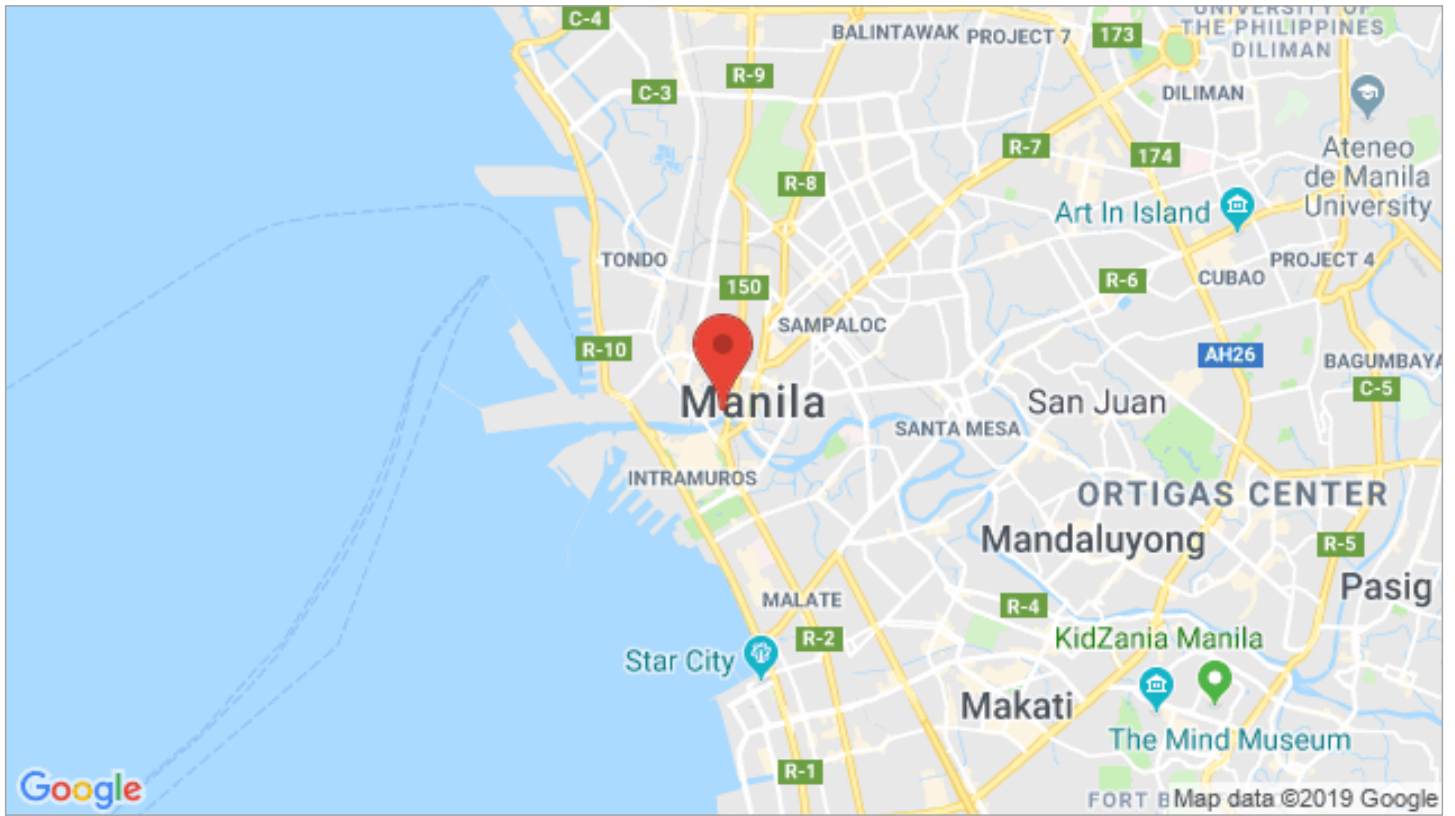 C-4
UNIVERSITY OF
THE PHILIPPINES
DILIMAN
BALINTAWAK
PROJECT 7
173
R-9
C-3
DILIMAN
R-7
174
Ateneo
de Manila
University
R-8
Art In Island
TONDO
150
PROJECT 4
CUBAO
R-6
SAMPALOC
R-10
AH26
BAGUMBAYA
C-5
Manila
San Juan
SANTA MESA
INTRAMUROS
ORTIGAS CENTER
Mandaluyong
R-5
Pasig
MALATE
R-4
R-2
KidZania Manila
Star City
Makati
The Mind Museum
R-1
Google
FORT B
Map data ©2019 Google